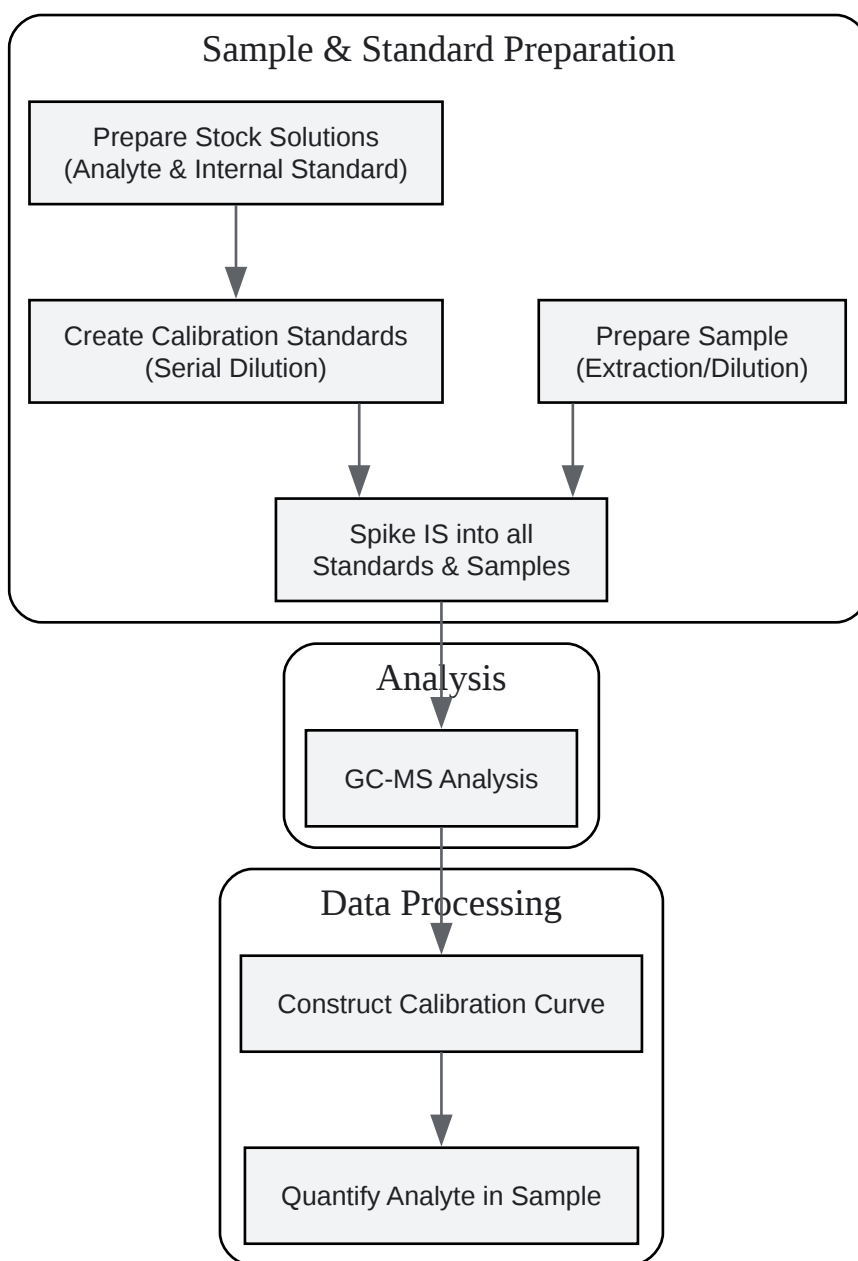 Sample & Standard Preparation
Prepare Stock Solutions
(Analyte & Internal Standard)
Create Calibration Standards
(Serial Dilution)
Prepare Sample
(Extraction/Dilution)
Spike IS into all
Standards & Samples
Analysis
GC-MS Analysis
Data Processing
Construct Calibration Curve
Quantify Analyte in Sample